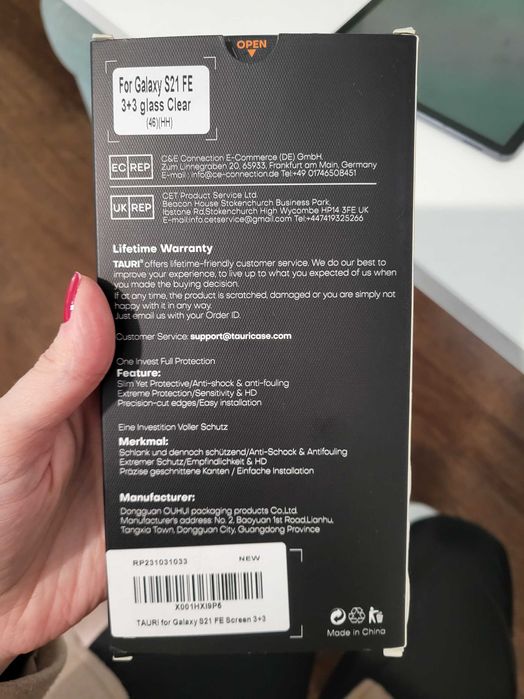 OPEN
For Galaxy S21 FE
3+3 glass Clear
(46)(HH)
EC REP
C&E Connection E-Commerce (DE) GmbH.
Zum Linnegraben 20, 65933, Frankfurt am Main, Germany
E-mail : info@ce-connection.de Tel:+49 01746508451
UK REP
CET Product Service Ltd.
Beacon House Stokenchurch Business Park,
Ibstone Rd,Stokenchurch High Wycombe HP14 3FE UK
E-mail:info.cetservice@gmail.com Tel:+447419325266
Lifetime Warranty
TAURI® offers lifetime-friendly customer service. We do our best to
improve your experience, to live up to what you expected of us when
you made the buying decision.
If at any time, the product is scratched, damaged or you are simply not
happy with it in any way.
Just email us with your Order ID.
Customer Service: support@tauricase.com
One Invest Full Protection
Feature:
Slim Yet Protective/Anti-shock & anti-fouling
Extreme Protection/Sensitivity & HD
Precision-cut edges/Easy installation
Eine Investition Voller Schutz
Merkmal:
Schlank und dennoch schützend/Anti-Schock & Antifouling
Extremer Schutz/Empfindlichkeit & HD
Präzise geschnittene Kanten / Einfache Installation
Manufacturer:
Dongguan OUHUI packaging products Co.,Ltd.
Manufacturer's address: No. 2, Baoyuan 1st Road,Lianhu,
Tangxia Town, Dongguan City, Guangdong Province
RP231031033 NEW
X001HXI9P6
TAURI for Galaxy S21 FE Screen 3+3
Made in China